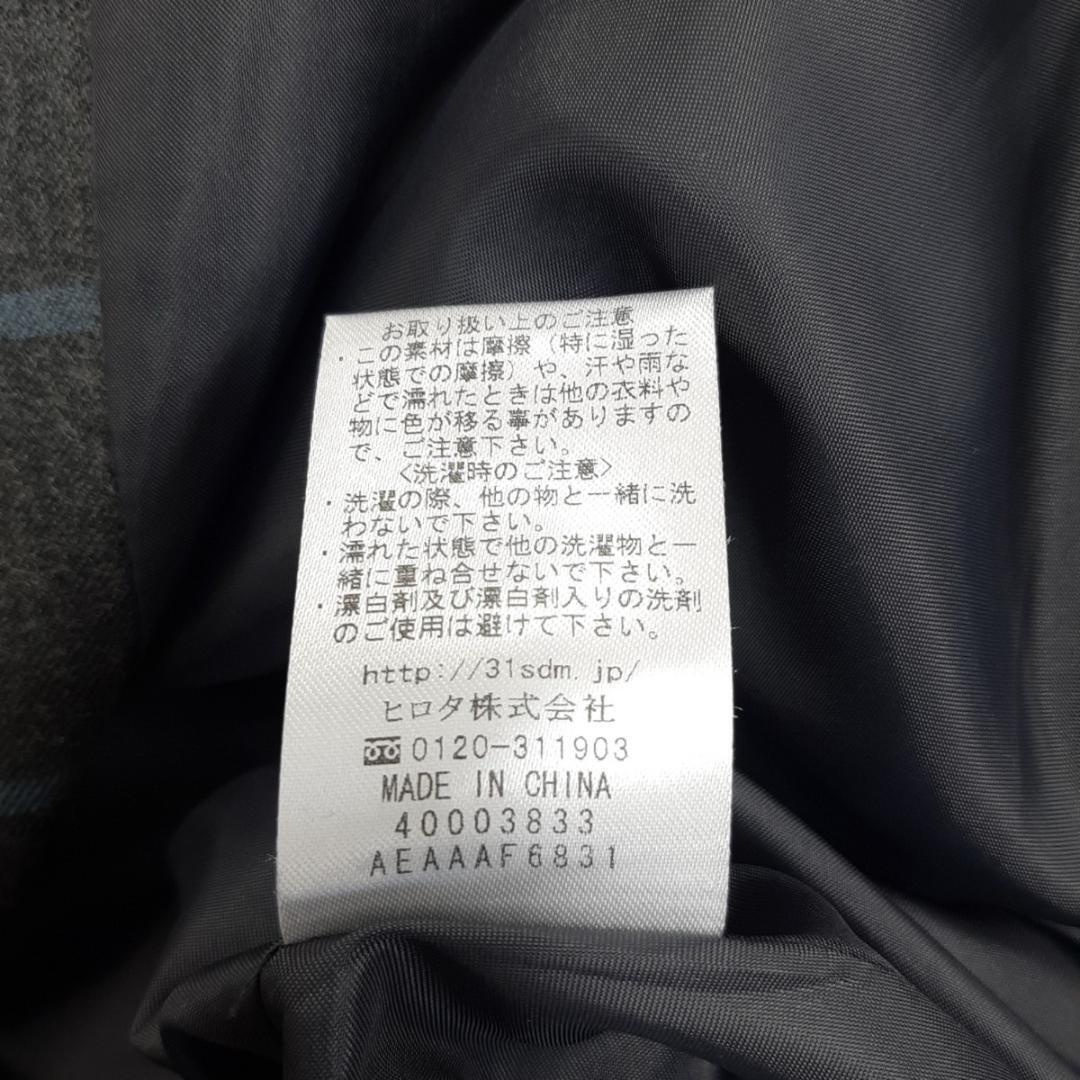 お取り扱い上のご注意
・この素材は摩擦（特に湿った
状態での摩擦）や、汗や雨な
どで濡れたときは他の衣料や
物に色が移る事がありますの
で、ご注意下さい。
<洗濯時のご注意>
・洗濯の際、他の物と一緒に洗
わないで下さい。
・濡れた状態で他の洗濯物と一
緒に重ね合せないで下さい。
・漂白剤及び漂白剤入りの洗剤
のご使用は避けて下さい。
http://31sdm.jp/
ヒロタ株式会社
0120-311903
MADE IN CHINA
40003833
AEAAAF6831